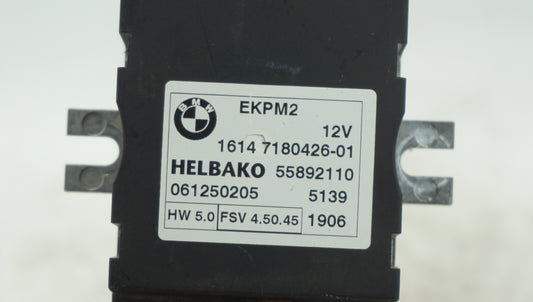 BMW
EKPM2
12V
1614 7180426-01
HELBAKO 55892110
061250205 5139
HW 5.0 FSV 4.50.45 1906